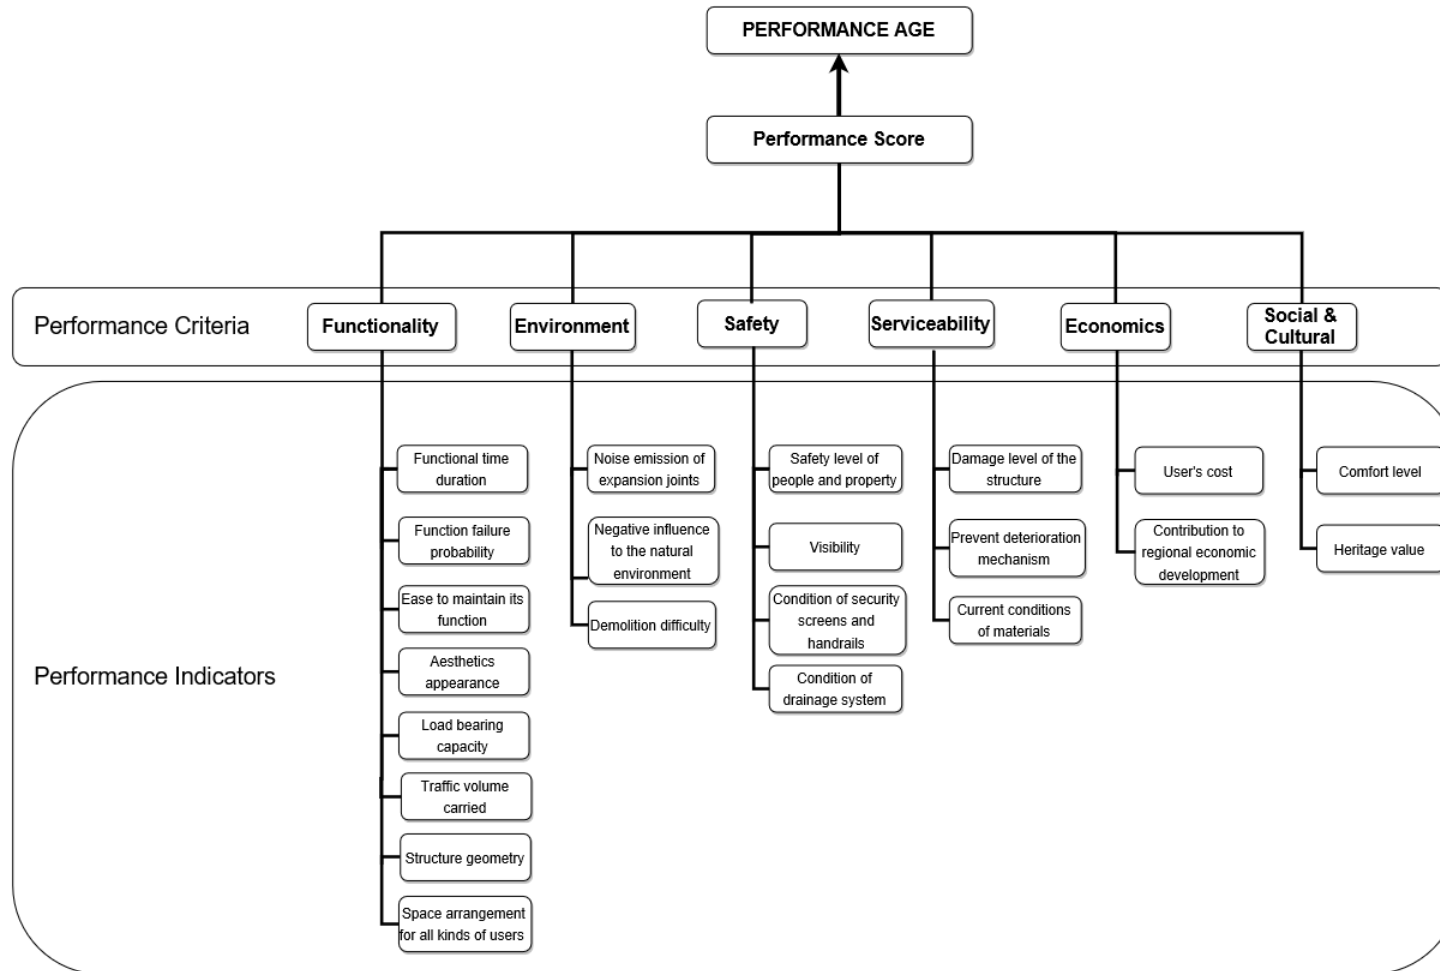 PERFORMANCE AGE
Performance Score
Performance Criteria
Functionality
Environment
Safety
Serviceability
Economics
Social &
Cultural
Performance Indicators
Functional time
duration
Function failure
probability
Ease to maintain its
function
Aesthetics
appearance
Load bearing
capacity
Traffic volume
carried
Structure geometry
Space arrangement
for all kinds of users
Noise emission of
expansion joints
Negative influence
to the natural
environment
Demolition difficulty
Safety level of
people and property
Visibility
Condition of security
screens and
handrails
Condition of
drainage system
Damage level of the
structure
Prevent deterioration
mechanism
Current conditions
of materials
User's cost
Contribution to
regional economic
development
Comfort level
Heritage value